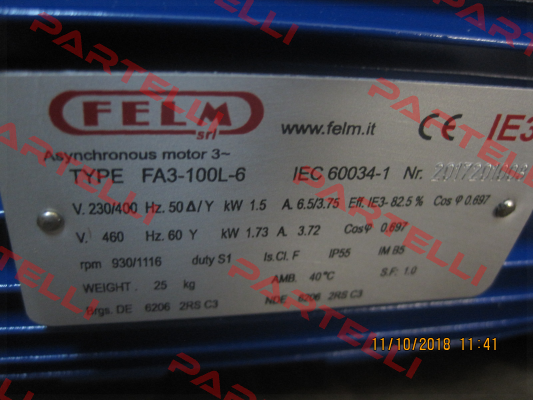 FELM
srl
www.felm.it
CE IE3
Asynchronous motor 3~
TYPE FA3-100L-6 IEC 60034-1 Nr.
V. 230/400 Hz. 50 Δ/Y kW 1.5 A. 6.5/3.75 Eff. IE3- 82.5 % Cos φ 0.697
V. 460 Hz. 60 Y kW 1.73 A. 3.72 Cos φ 0.697
rpm 930/1116 duty S1 Is.Cl. F IP55 IM B5
WEIGHT. 25 kg AMB. 40°C S.F. 1.0
Brgs. DE 6206 2RS C3 NDE 6206 2RS C3
11/10/2018 11:41
PARTELLI
PARTELLI
PARTELLI
PARTELLI
PARTELLI